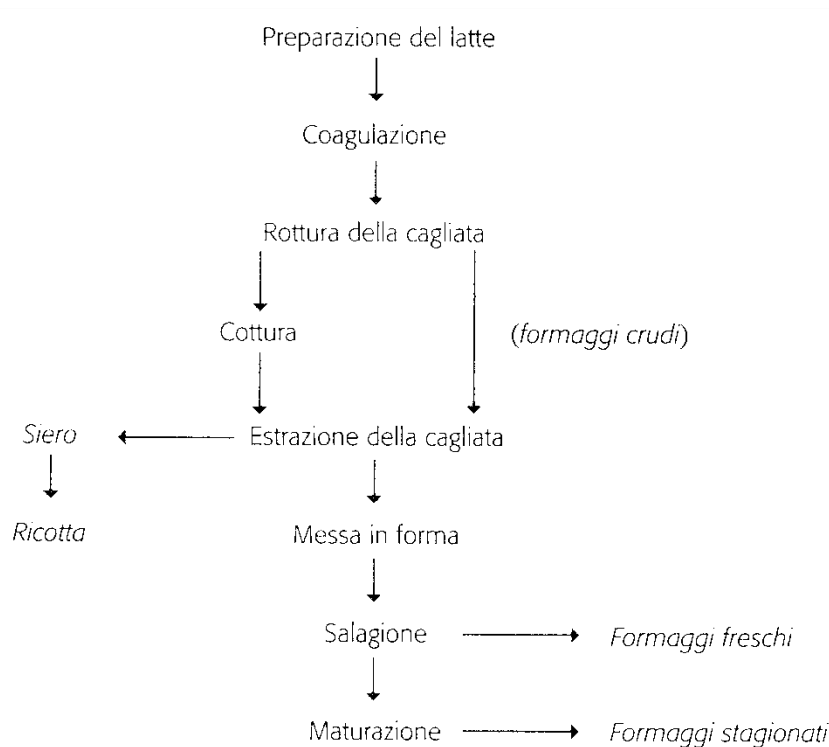 Preparazione del latte
Coagulazione
Rottura della cagliata
Cottura
(formaggi crudi)
Siero
Estrazione della cagliata
Ricotta
Messa in forma
Salagione
Formaggi freschi
Maturazione
Formaggi stagionati